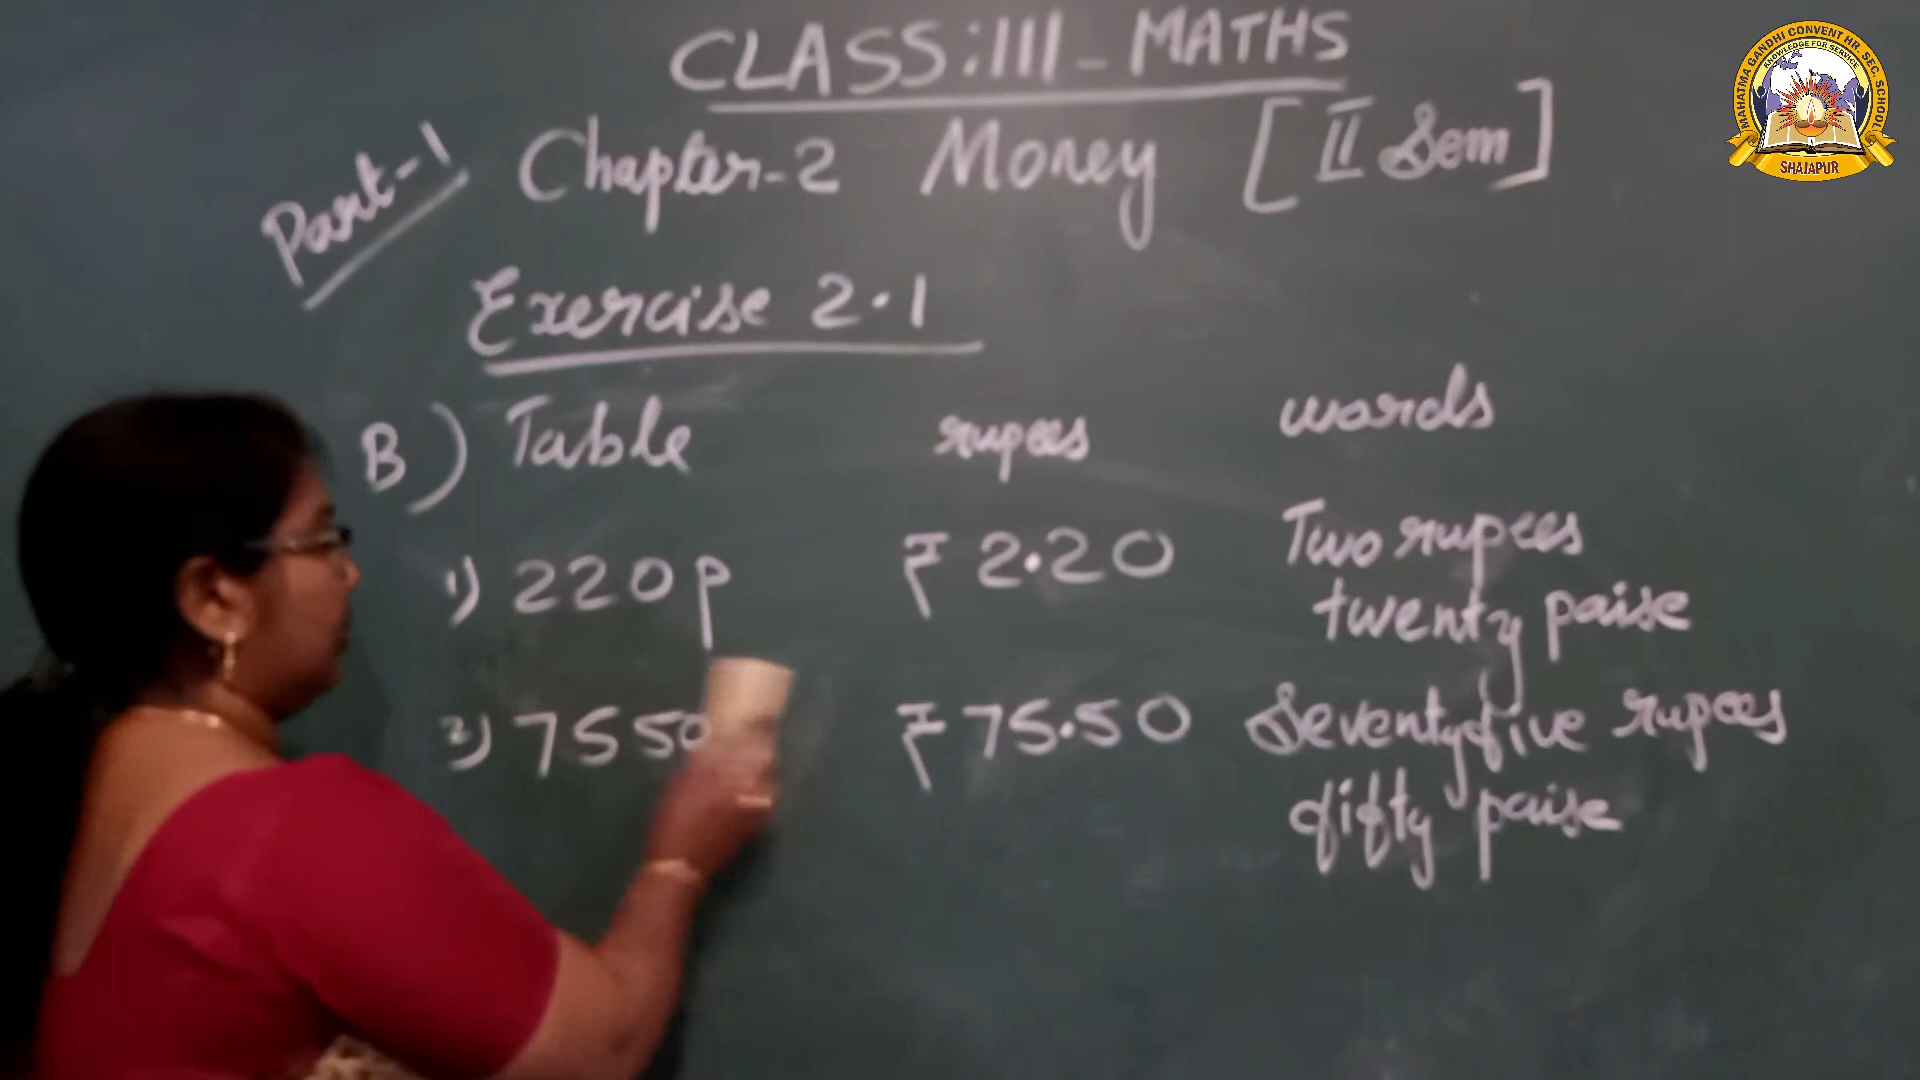 CLASS:III - MATHS
Part-1
Chapter-2 Money [II Sem]
Exercise 2.1
B) Table rupees words
1) 220p ₹ 2.20 Two rupees
twenty paise
2) 7550 ₹ 75.50 Seventyfive rupees
fifty paise
MAHATMA GANDHI CONVENT HR. SEC. SCHOOL
KNOWLEDGE FOR SERVICE
SHAJAPUR